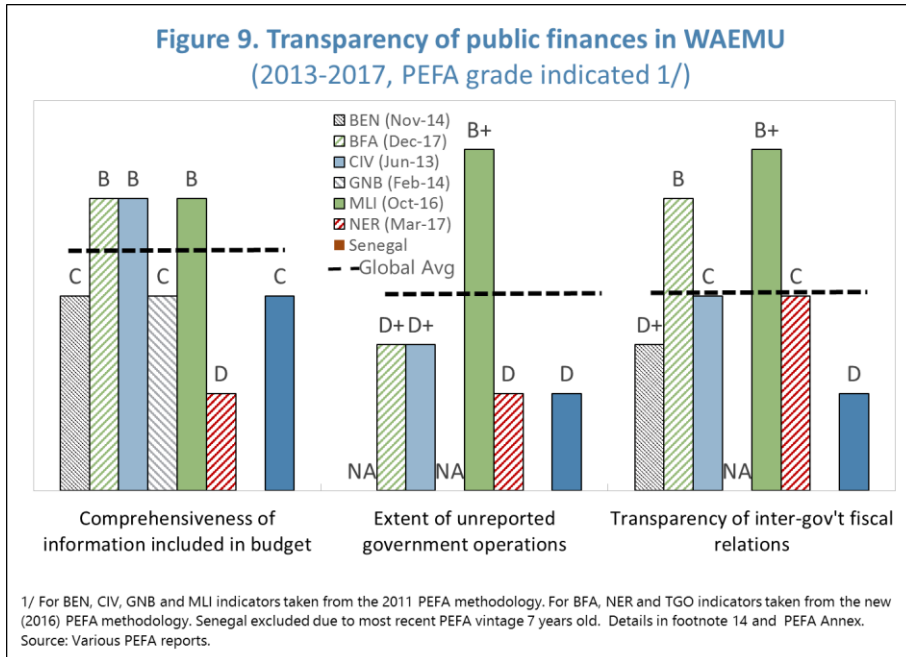 Figure 9. Transparency of public finances in WAEMU
(2013-2017, PEFA grade indicated 1/)
BEN (Nov-14)
BFA (Dec-17)
CIV (Jun-13)
GNB (Feb-14)
MLI (Oct-16)
NER (Mar-17)
Senegal
Global Avg
C B B C B D C
NA D+ D+ NA B+ D D
D+ B C NA B+ C D
Comprehensiveness of
information included in budget
Extent of unreported
government operations
Transparency of inter-gov't fiscal
relations
1/ For BEN, CIV, GNB and MLI indicators taken from the 2011 PEFA methodology. For BFA, NER and TGO indicators taken from the new
(2016) PEFA methodology. Senegal excluded due to most recent PEFA vintage 7 years old. Details in footnote 14 and PEFA Annex.
Source: Various PEFA reports.